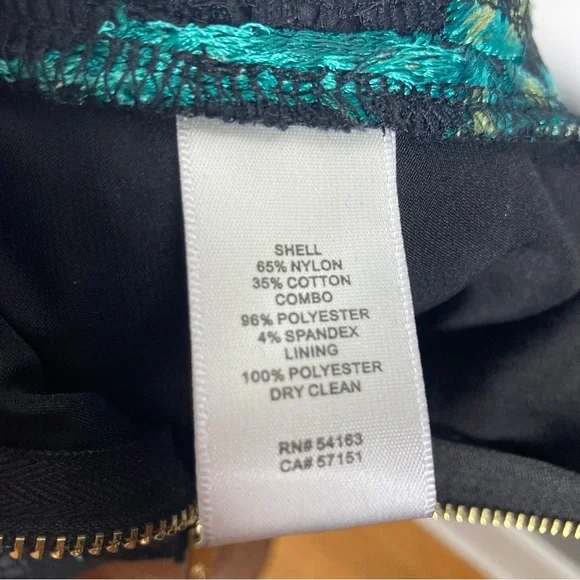 SHELL
65% NYLON
35% COTTON
COMBO
96% POLYESTER
4% SPANDEX
LINING
100% POLYESTER
DRY CLEAN
RN# 54163
CA# 57151